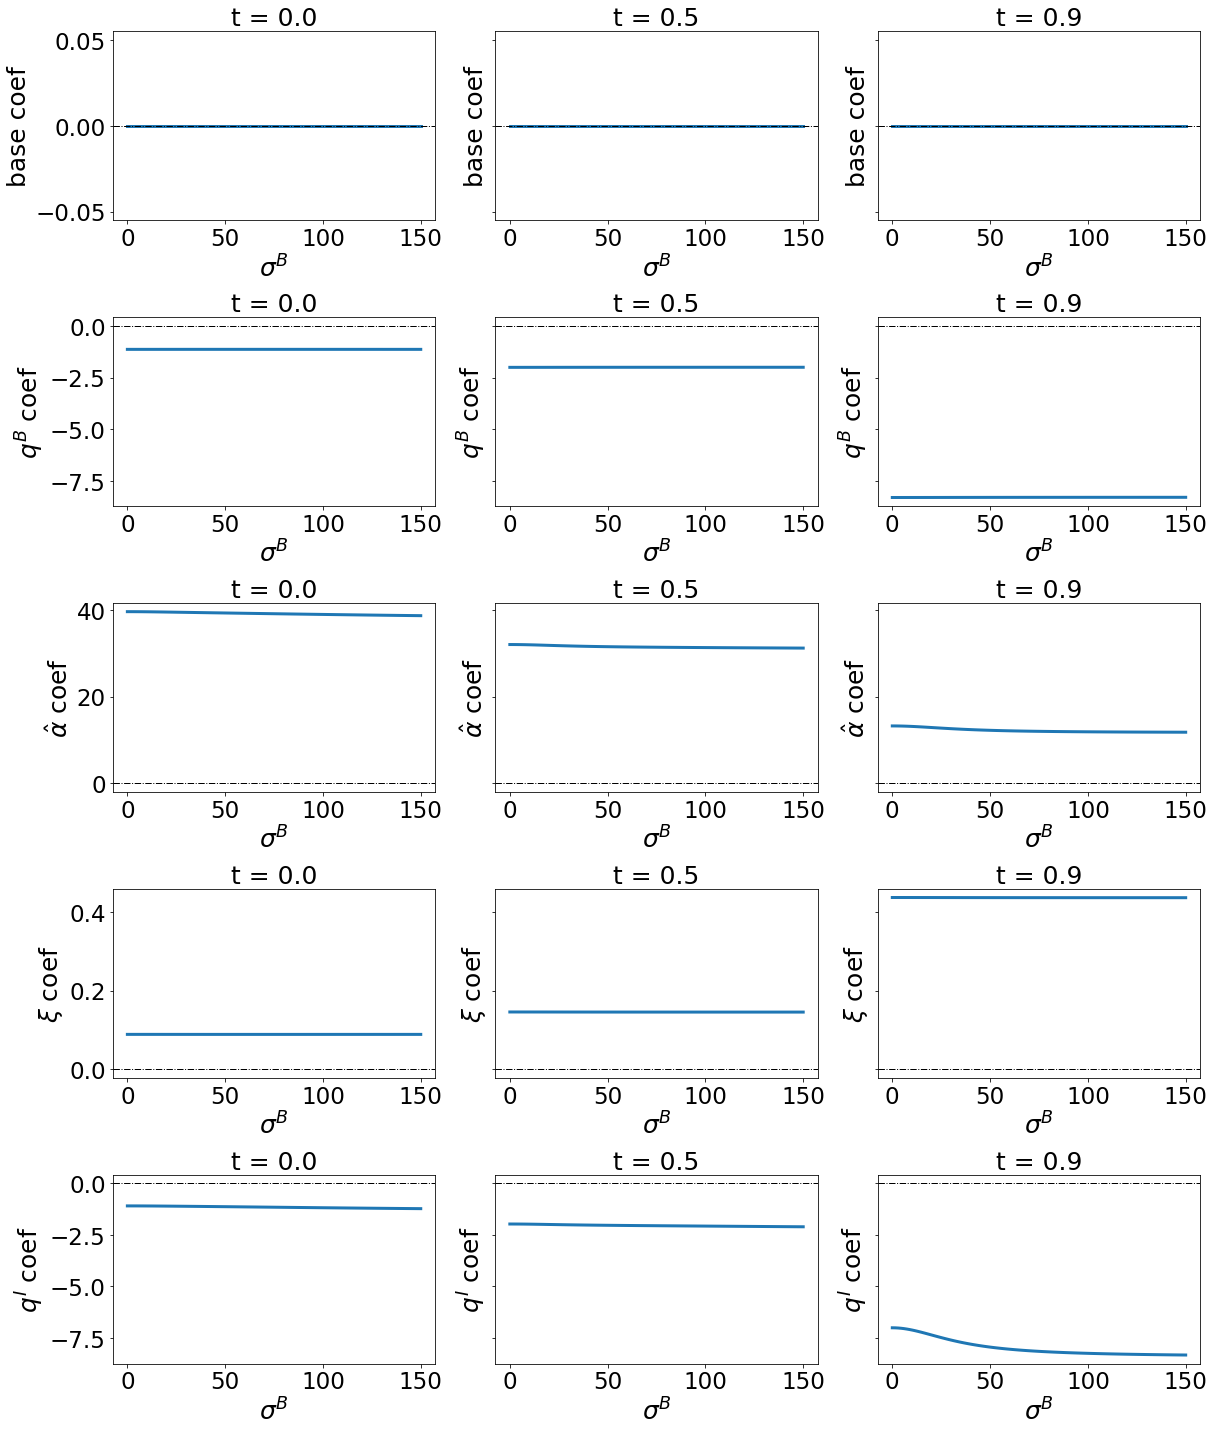 t = 0.0 t = 0.5 t = 0.9
0.05
0.00
−0.05
base coef base coef base coef
0 50 100 150 0 50 100 150 0 50 100 150
σ^B σ^B σ^B
t = 0.0 t = 0.5 t = 0.9
0.0
−2.5
−5.0
−7.5
q^B coef q^B coef q^B coef
0 50 100 150 0 50 100 150 0 50 100 150
σ^B σ^B σ^B
t = 0.0 t = 0.5 t = 0.9
40
20
0
α̂ coef α̂ coef α̂ coef
0 50 100 150 0 50 100 150 0 50 100 150
σ^B σ^B σ^B
t = 0.0 t = 0.5 t = 0.9
0.4
0.2
0.0
ξ coef ξ coef ξ coef
0 50 100 150 0 50 100 150 0 50 100 150
σ^B σ^B σ^B
t = 0.0 t = 0.5 t = 0.9
0.0
−2.5
−5.0
−7.5
q^I coef q^I coef q^I coef
0 50 100 150 0 50 100 150 0 50 100 150
σ^B σ^B σ^B